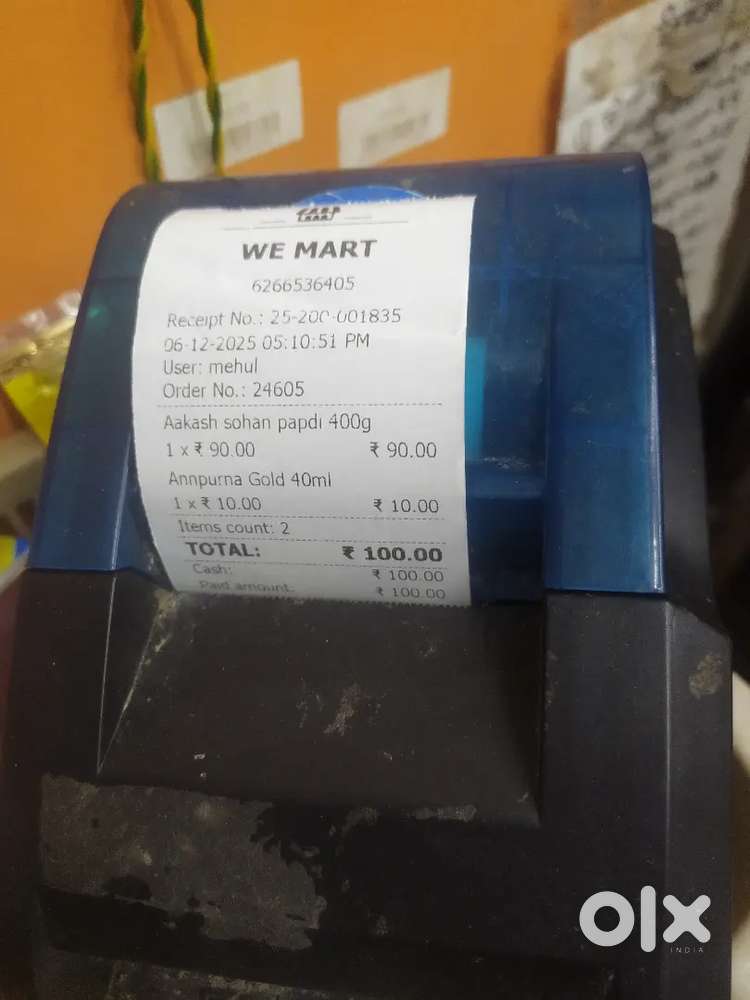 WE MART
6266536405
Receipt No.: 25-200-001835
06-12-2025 05:10:51 PM
User: mehul
Order No.: 24605
Aakash sohan papdi 400g
1 x ₹ 90.00 ₹ 90.00
Annpurna Gold 40ml
1 x ₹ 10.00 ₹ 10.00
Items count: 2
TOTAL: ₹ 100.00
Cash: ₹ 100.00
Paid amount: ₹ 100.00
olx
INDIA